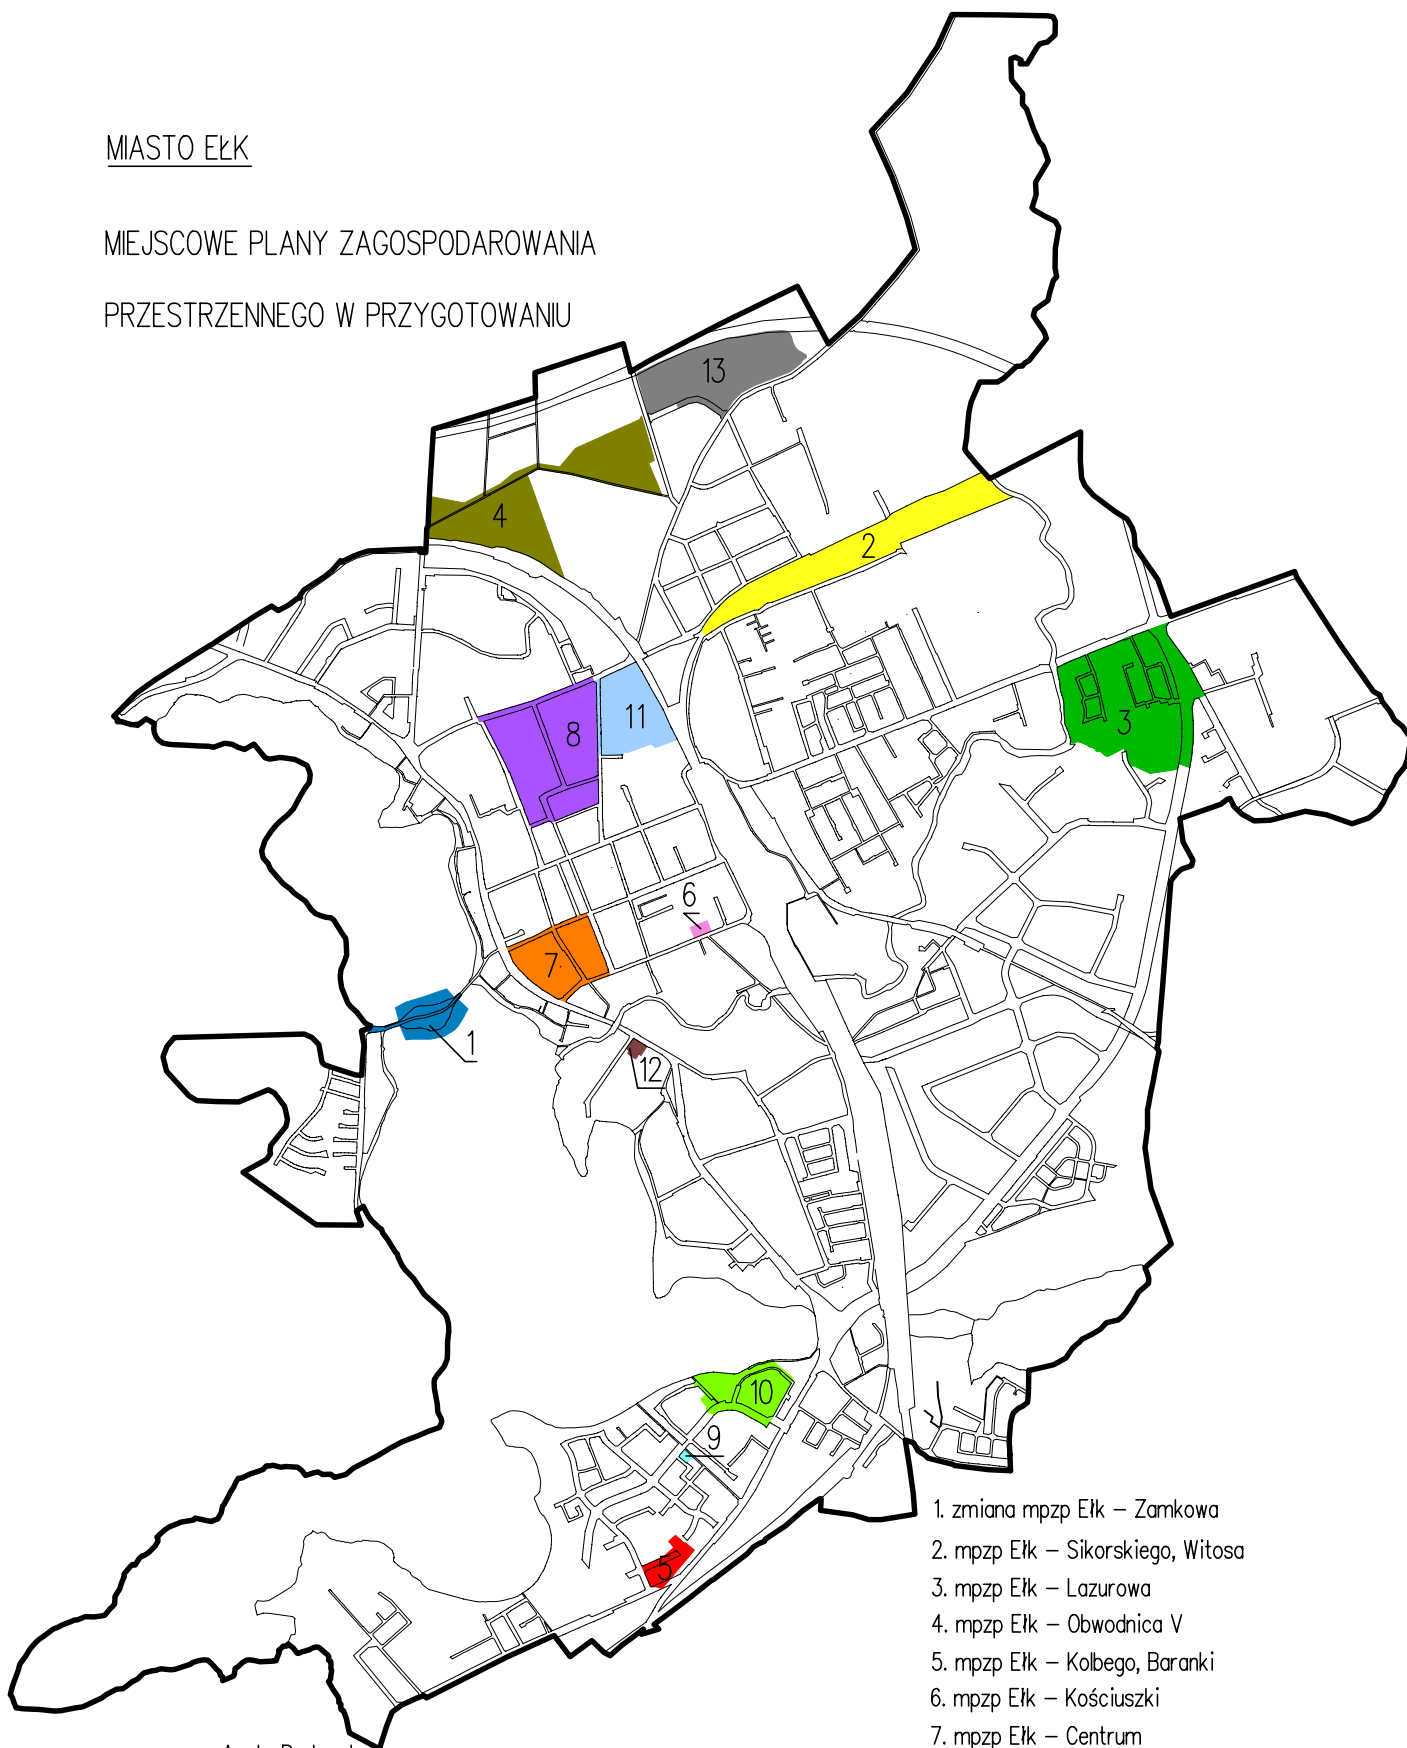 MIASTO EŁK
MIEJSCOWE PLANY ZAGOSPODAROWANIA
PRZESTRZENNEGO W PRZYGOTOWANIU
13
4
2
3
8
11
6
7
1
12
10
9
5
1. zmiana mpzp Ełk – Zamkowa
2. mpzp Ełk – Sikorskiego, Witosa
3. mpzp Ełk – Lazurowa
4. mpzp Ełk – Obwodnica V
5. mpzp Ełk – Kolbego, Baranki
6. mpzp Ełk – Kościuszki
7. mpzp Ełk – Centrum